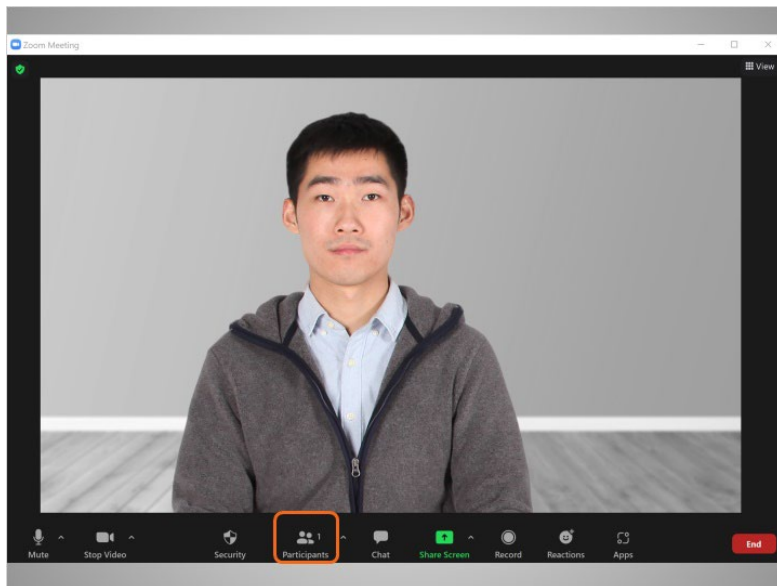 Zoom Meeting
View
1
Mute Stop Video Security Participants Chat Share Screen Record Reactions Apps End